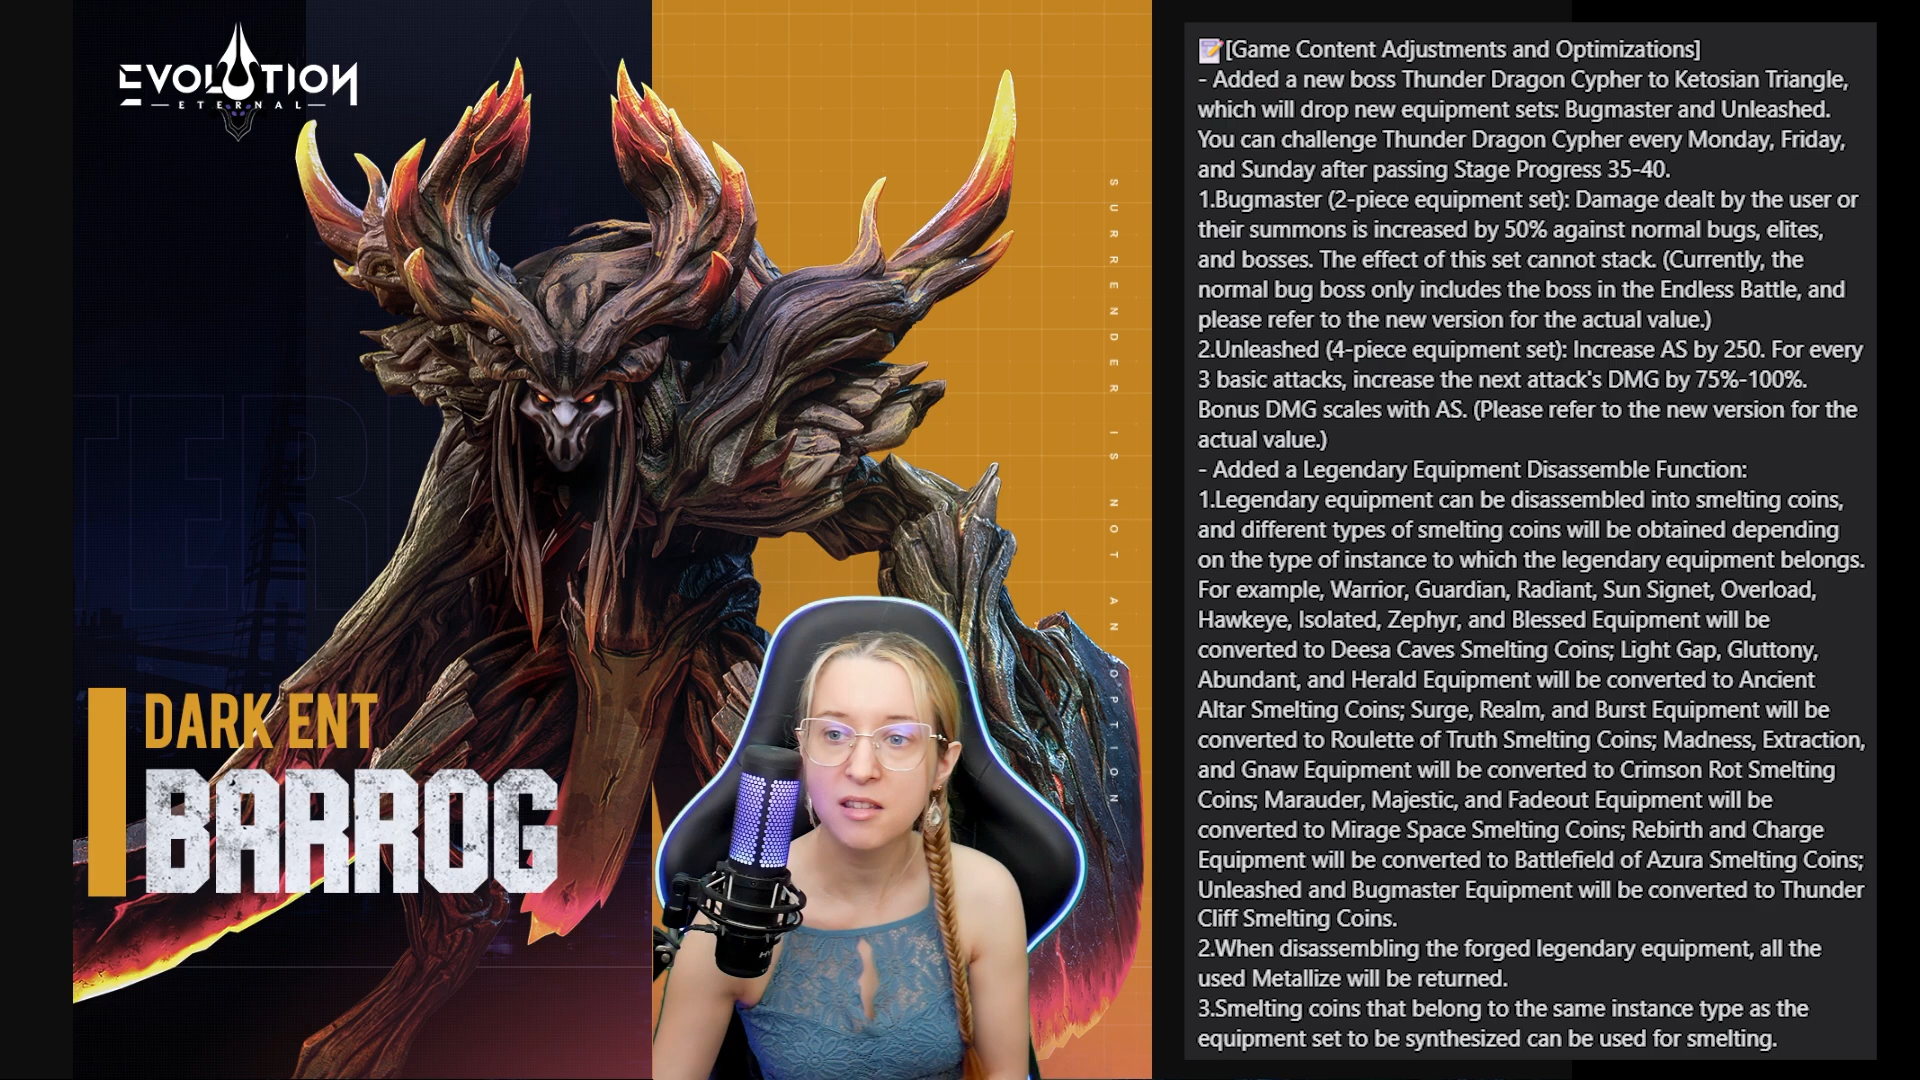 EVOLUTION
ETERNAL
SURRENDER IS NOT AN OPTION
DARK ENT
BARROG
[Game Content Adjustments and Optimizations]
- Added a new boss Thunder Dragon Cypher to Ketosian Triangle,
which will drop new equipment sets: Bugmaster and Unleashed.
You can challenge Thunder Dragon Cypher every Monday, Friday,
and Sunday after passing Stage Progress 35-40.
1.Bugmaster (2-piece equipment set): Damage dealt by the user or
their summons is increased by 50% against normal bugs, elites,
and bosses. The effect of this set cannot stack. (Currently, the
normal bug boss only includes the boss in the Endless Battle, and
please refer to the new version for the actual value.)
2.Unleashed (4-piece equipment set): Increase AS by 250. For every
3 basic attacks, increase the next attack's DMG by 75%-100%.
Bonus DMG scales with AS. (Please refer to the new version for the
actual value.)
- Added a Legendary Equipment Disassemble Function:
1.Legendary equipment can be disassembled into smelting coins,
and different types of smelting coins will be obtained depending
on the type of instance to which the legendary equipment belongs.
For example, Warrior, Guardian, Radiant, Sun Signet, Overload,
Hawkeye, Isolated, Zephyr, and Blessed Equipment will be
converted to Deesa Caves Smelting Coins; Light Gap, Gluttony,
Abundant, and Herald Equipment will be converted to Ancient
Altar Smelting Coins; Surge, Realm, and Burst Equipment will be
converted to Roulette of Truth Smelting Coins; Madness, Extraction,
and Gnaw Equipment will be converted to Crimson Rot Smelting
Coins; Marauder, Majestic, and Fadeout Equipment will be
converted to Mirage Space Smelting Coins; Rebirth and Charge
Equipment will be converted to Battlefield of Azura Smelting Coins;
Unleashed and Bugmaster Equipment will be converted to Thunder
Cliff Smelting Coins.
2.When disassembling the forged legendary equipment, all the
used Metallize will be returned.
3.Smelting coins that belong to the same instance type as the
equipment set to be synthesized can be used for smelting.